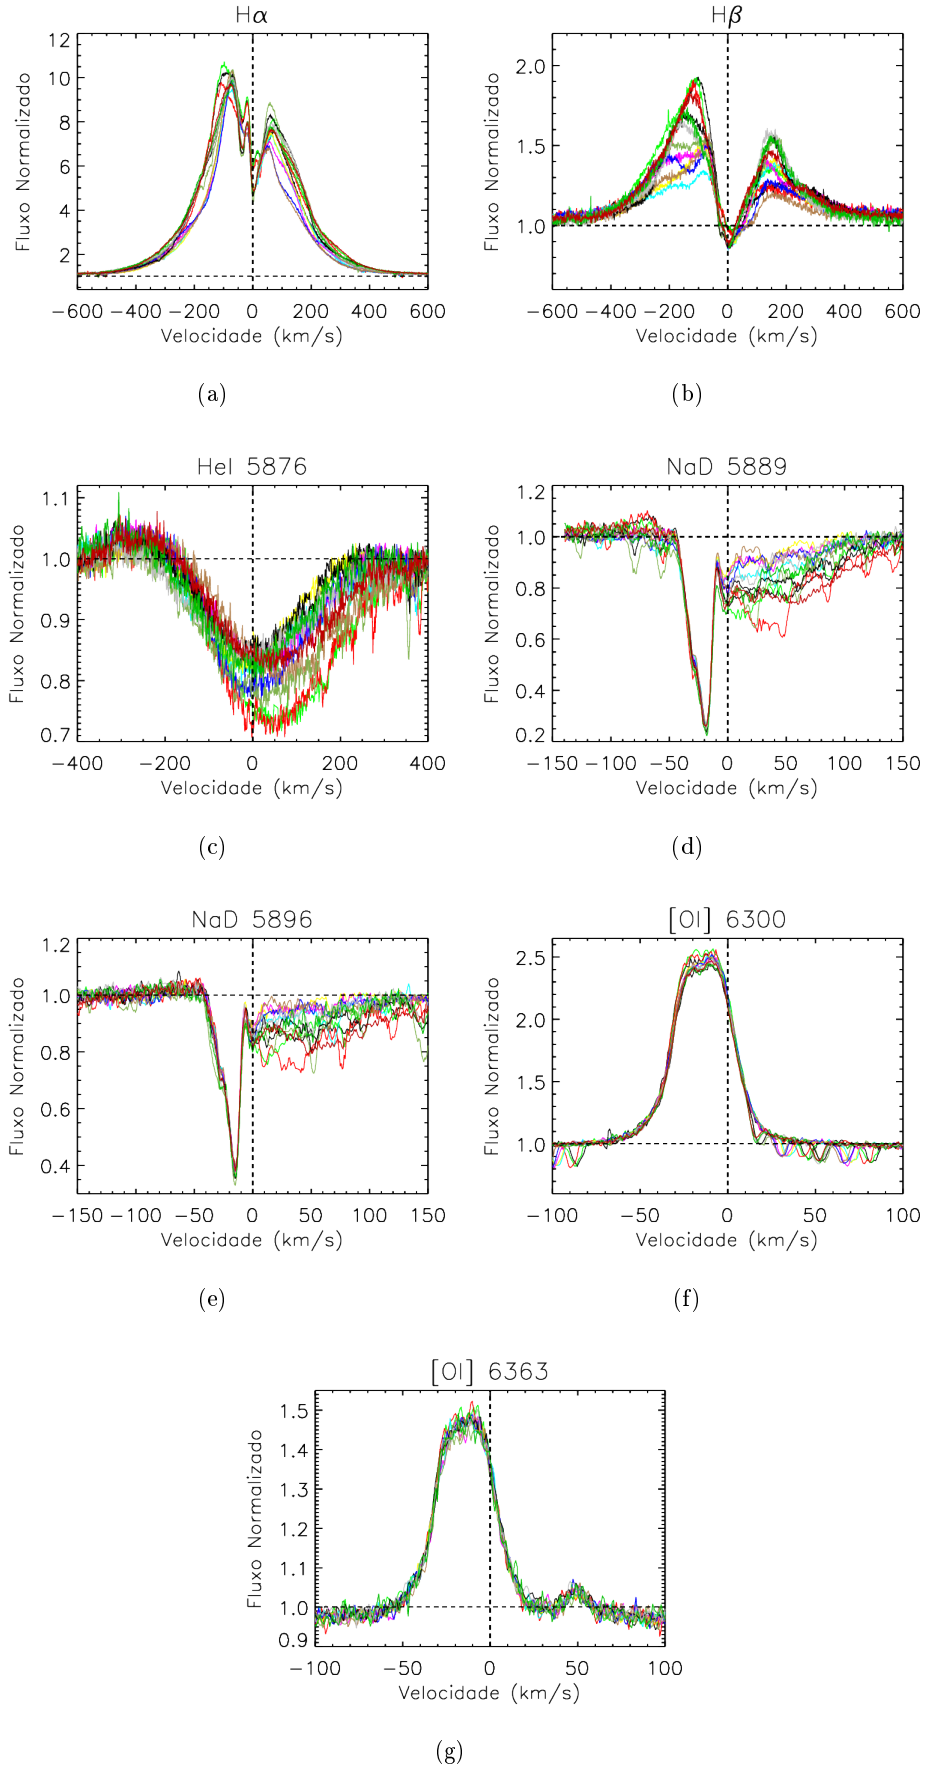 Hα
Hβ
Fluxo Normalizado
12
10
8
6
4
2
−600 −400 −200 0 200 400 600
Velocidade (km/s)
Fluxo Normalizado
2.0
1.5
1.0
−600 −400 −200 0 200 400 600
Velocidade (km/s)
(a)
(b)
HeI 5876
NaD 5889
Fluxo Normalizado
1.1
1.0
0.9
0.8
0.7
−400 −200 0 200 400
Velocidade (km/s)
Fluxo Normalizado
1.2
1.0
0.8
0.6
0.4
0.2
−150 −100 −50 0 50 100 150
Velocidade (km/s)
(c)
(d)
NaD 5896
[OI] 6300
Fluxo Normalizado
1.2
1.0
0.8
0.6
0.4
−150 −100 −50 0 50 100 150
Velocidade (km/s)
Fluxo Normalizado
2.5
2.0
1.5
1.0
−100 −50 0 50 100
Velocidade (km/s)
(e)
(f)
[OI] 6363
Fluxo Normalizado
1.5
1.4
1.3
1.2
1.1
1.0
0.9
−100 −50 0 50 100
Velocidade (km/s)
(g)